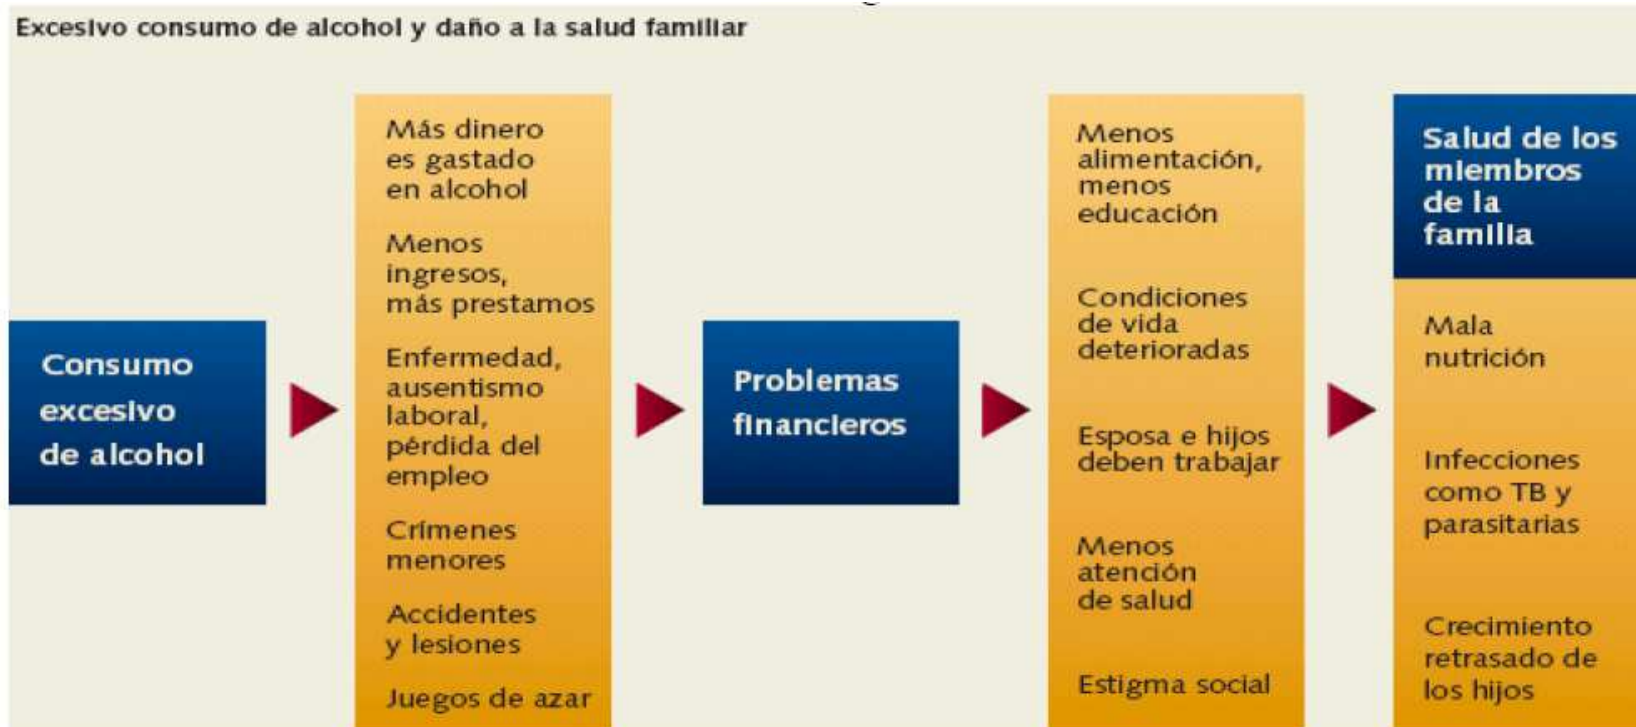 Excesivo consumo de alcohol y daño a la salud familiar
Consumo
excesivo
de alcohol
Más dinero
es gastado
en alcohol
Menos
ingresos,
más prestamos
Enfermedad,
ausentismo
laboral,
pérdida del
empleo
Crímenes
menores
Accidentes
y lesiones
Juegos de azar
Problemas
financieros
Menos
alimentación,
menos
educación
Condiciones
de vida
deterioradas
Esposa e hijos
deben trabajar
Menos
atención
de salud
Estigma social
Salud de los
miembros
de la
familia
Mala
nutrición
Infecciones
como TB y
parasitarias
Crecimiento
retrasado de
los hijos